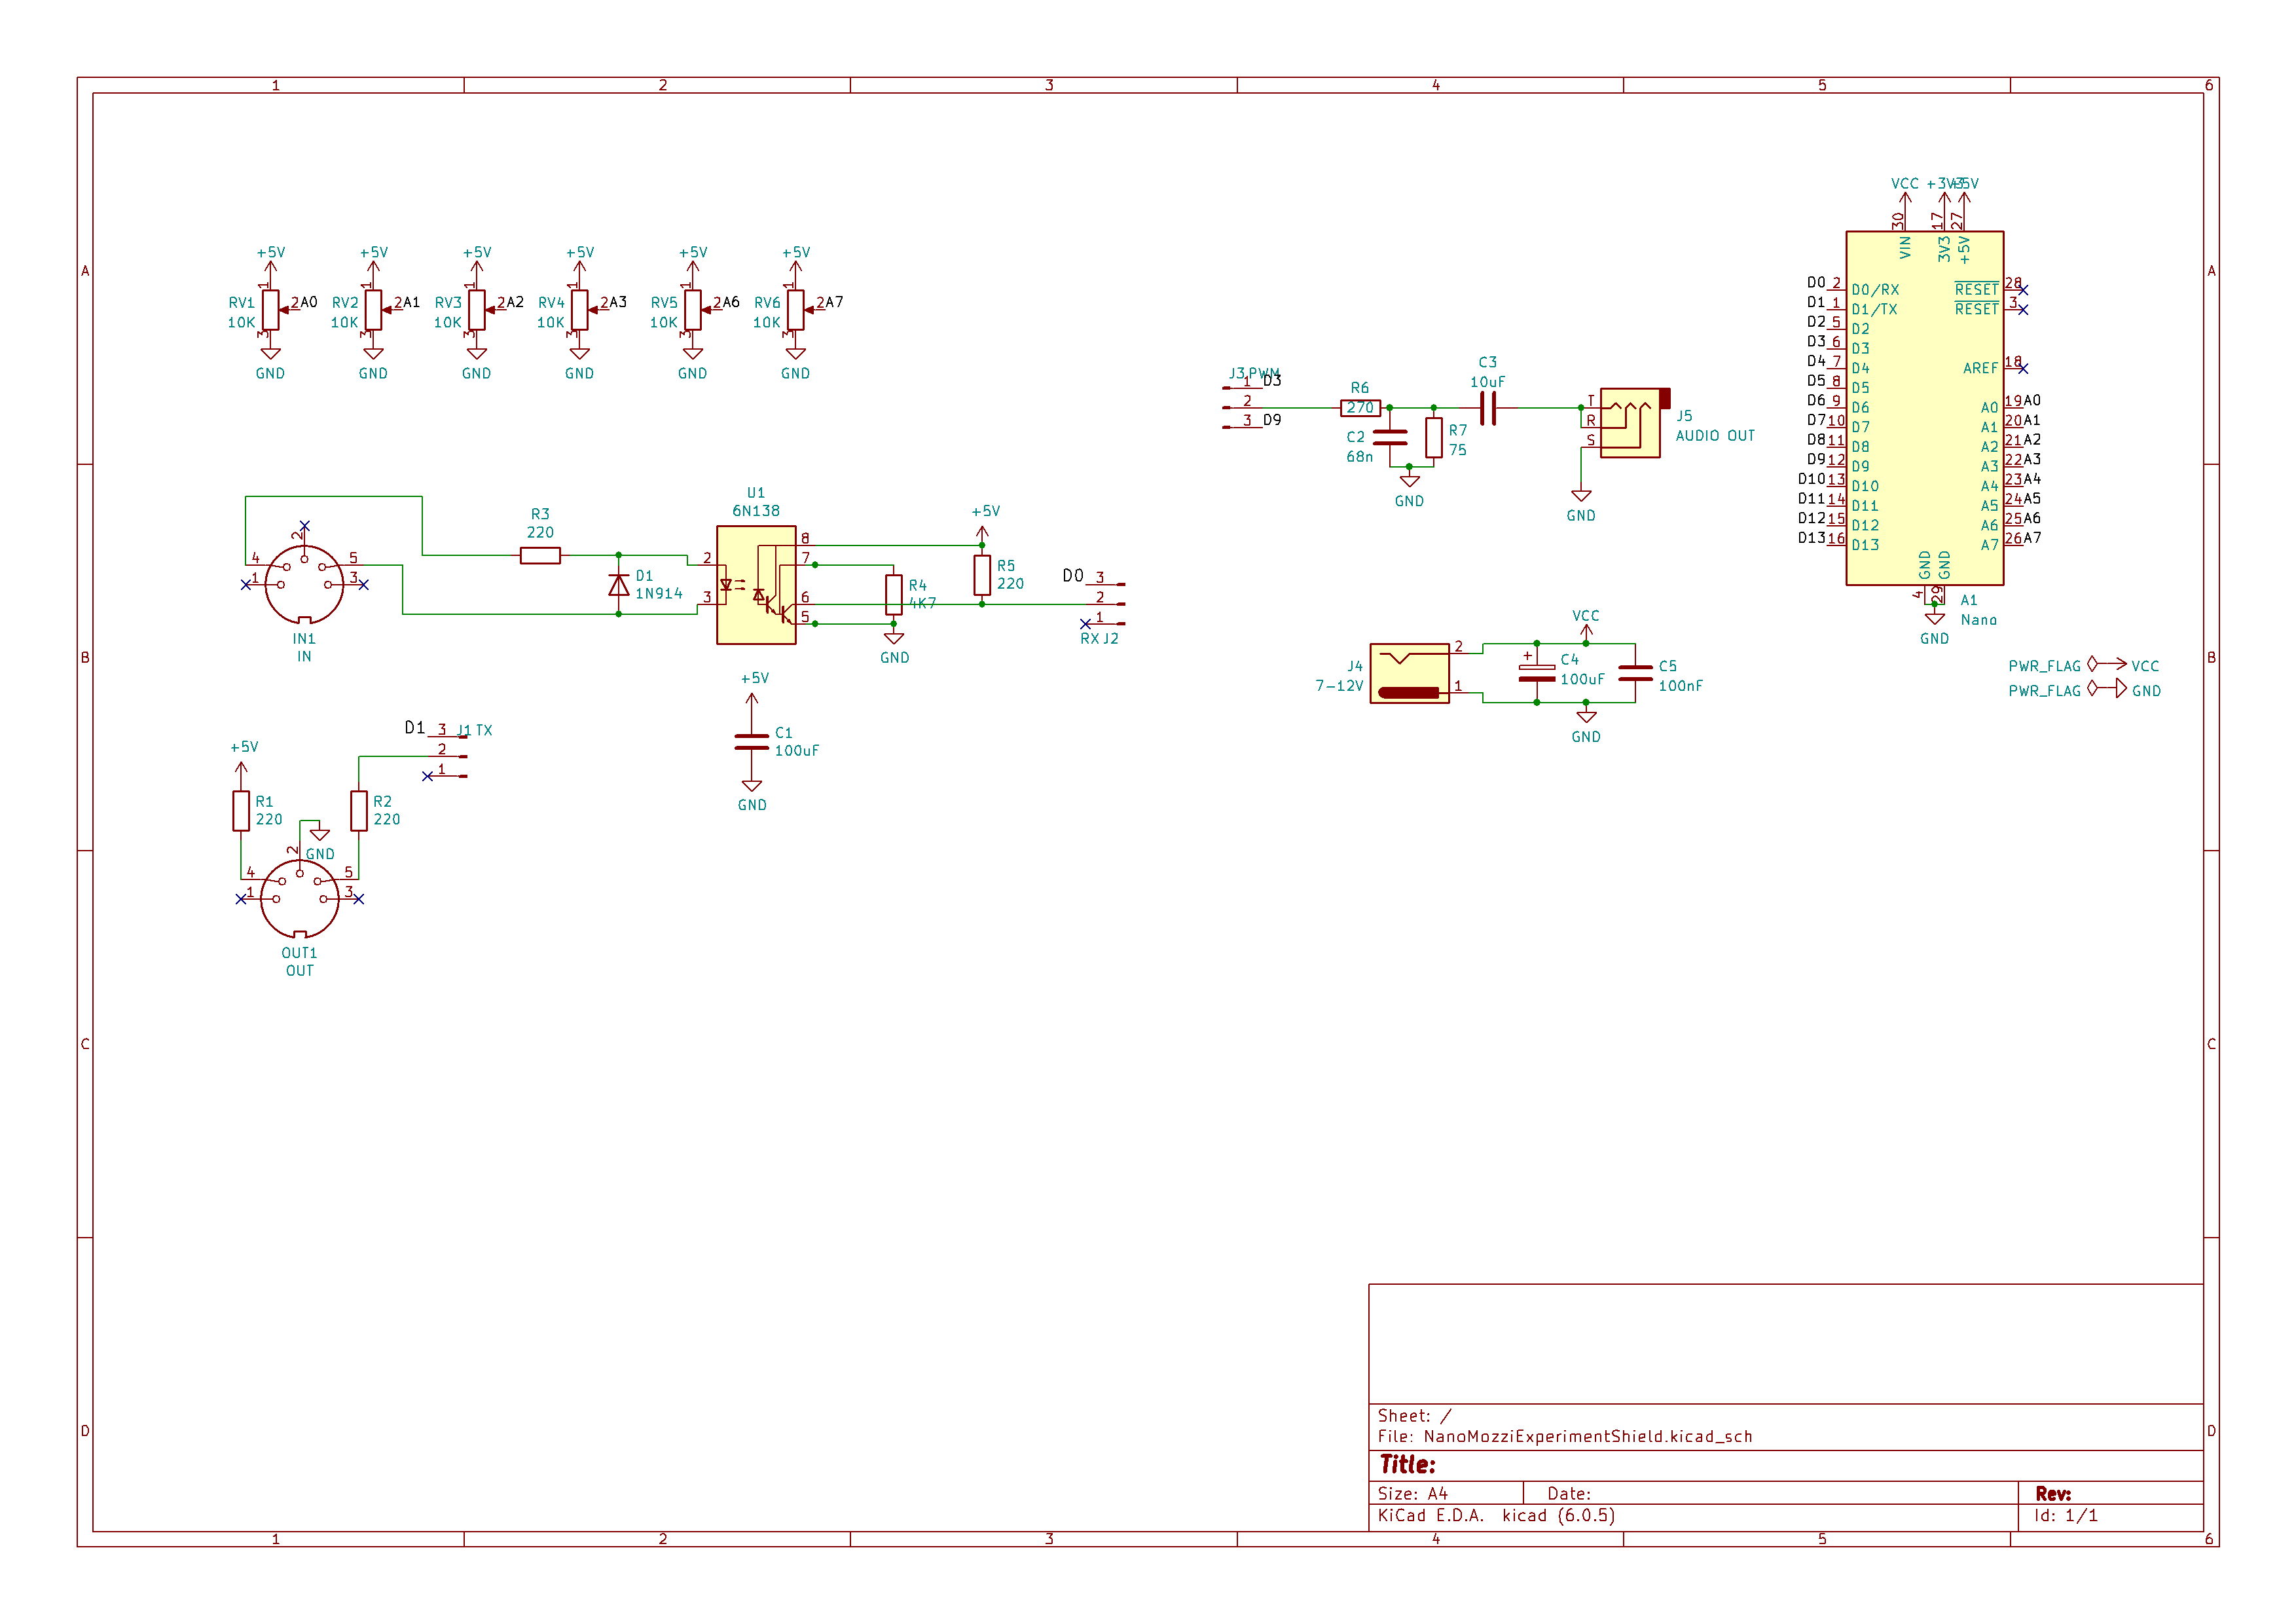 1 2 3 4 5 6
A
B
C
D
A
B
C
D
+5V
RV1
10K
1
2
3
A0
GND
+5V
RV2
10K
1
2
3
A1
GND
+5V
RV3
10K
1
2
3
A2
GND
+5V
RV4
10K
1
2
3
A3
GND
+5V
RV5
10K
1
2
3
A6
GND
+5V
RV6
10K
1
2
3
A7
GND
2
4 5
1 3
IN1
IN
R3
220
D1
1N914
U1
6N138
2
3
8
7
6
5
+5V
R5
220
R4
4K7
GND
D0 3
2
1
RX J2
+5V
C1
100uF
GND
D1 3 J1 TX
2
1
+5V
R1
220
R2
220
GND
2
4 5
1 3
OUT1
OUT
J3 PWM
1 D3
2
3 D9
R6
270
C2
68n
R7
75
GND
C3
10uF
T
R
S
J5
AUDIO OUT
GND
J4
7-12V
2
1
VCC
+
C4
100uF
C5
100nF
GND
VCC +3V3 +5V
30 17 27
VIN 3V3 +5V
D0 2 D0/RX
D1 1 D1/TX
D2 5 D2
D3 6 D3
D4 7 D4
D5 8 D5
D6 9 D6
D7 10 D7
D8 11 D8
D9 12 D9
D10 13 D10
D11 14 D11
D12 15 D12
D13 16 D13
RESET 28
RESET 3
AREF 18
A0 19 A0
A1 20 A1
A2 21 A2
A3 22 A3
A4 23 A4
A5 24 A5
A6 25 A6
A7 26 A7
GND GND
4 29
A1
Nano
GND
PWR_FLAG VCC
PWR_FLAG GND
Sheet: /
File: NanoMozziExperimentShield.kicad_sch
Title:
Size: A4 Date: Rev:
KiCad E.D.A. kicad (6.0.5) Id: 1/1
1 2 3 4 5 6